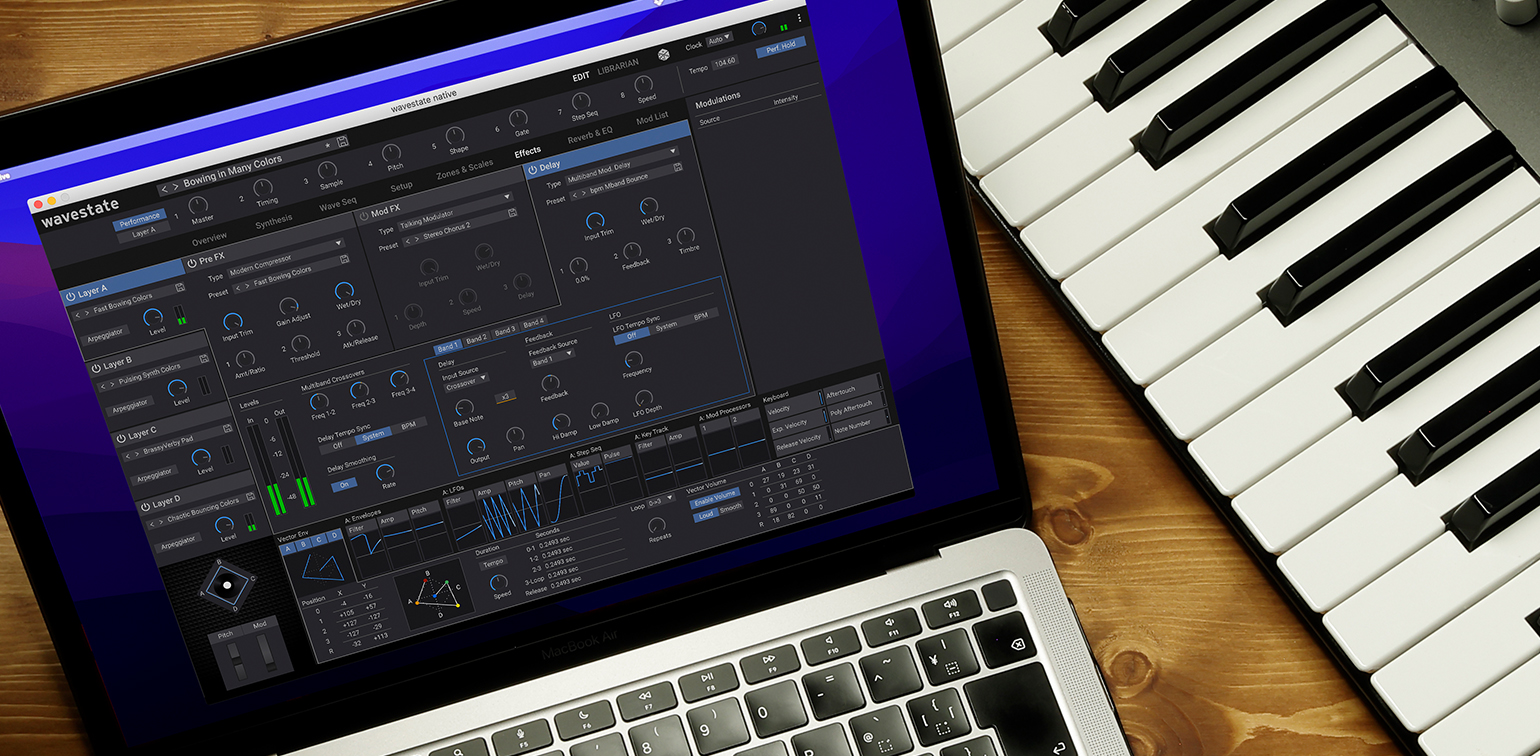 wavestate native
wavestate
< > Bowing in Many Colors
EDIT LIBRARIAN
Clock Auto
Tempo 104.60
Perf. Hold
Performance
Layer A
1 Master
2 Timing
3 Sample
4 Pitch
5 Shape
6 Gate
7 Step Seq
8 Speed
Overview Synthesis Wave Seq Setup Zones & Scales Effects Reverb & EQ Mod List
Modulations
Source Intensity
Layer A
< > Fast Bowing Colors
Arpeggiator Level
Layer B
< > Pulsing Synth Colors
Arpeggiator Level
Layer C
< > BrassyVerby Pad
Arpeggiator Level
Layer D
< > Chaotic Bouncing Colors
Arpeggiator Level
Pre FX
Type Modern Compressor
Preset < > Fast Bowing Colors
Input Trim Gain Adjust Wet/Dry
1 Amt/Ratio 2 Threshold 3 Atk/Release
Mod FX
Type Talking Modulator
Preset < > Stereo Chorus 2
Input Trim Wet/Dry
1 Depth 2 Speed 3 Delay
Delay
Type Multiband Mod. Delay
Preset < > bpm Mband Bounce
Input Trim Wet/Dry
1 0.0% 2 Feedback 3 Timbre
Levels
In 0 Out
-6
-12
-24
-48
Multiband Crossovers
Freq 1-2 Freq 2-3 Freq 3-4
Delay Tempo Sync
Off System BPM
Delay Smoothing
On Rate
Band 1 Band 2 Band 3 Band 4
Delay
Input Source
Crossover
Base Note x3
Output Pan
Feedback
Feedback Source
Band 1
Feedback
Hi Damp Low Damp
LFO
LFO Tempo Sync
Off System BPM
Frequency
LFO Depth
Vector Env
A B C D
A: Envelopes
Filter Amp Pitch
A: LFOs
Filter Amp Pitch Pan
A: Step Seq
Value Pulse
A: Key Track
Filter Amp
A: Mod Processors
1 2
Keyboard
Velocity Aftertouch
Exp. Velocity Poly Aftertouch
Release Velocity Note Number
B
A C
D
Pitch Mod
Position X Y
0 -4 -16
1 +105 +57
2 +127 -127
3 -127 -29
R -32 +113
B
A C
D
Duration
Tempo
Speed
Seconds
0-1 0.2493 sec
1-2 0.2493 sec
2-3 0.2493 sec
3-Loop 0.2493 sec
Release 0.2493 sec
Loop 0->3
Repeats
Vector Volume
Enable Volume
Loud Smooth
A B C D
0 27 19 23 31
1 0 31 69 0
2 0 0 50 50
3 89 0 0 11
R 18 82 0 0
MacBook Air
F5
F6
F7
F8
F9
F10
F11
F12
8
9
0
=
-
~
^
¥
@
{
[